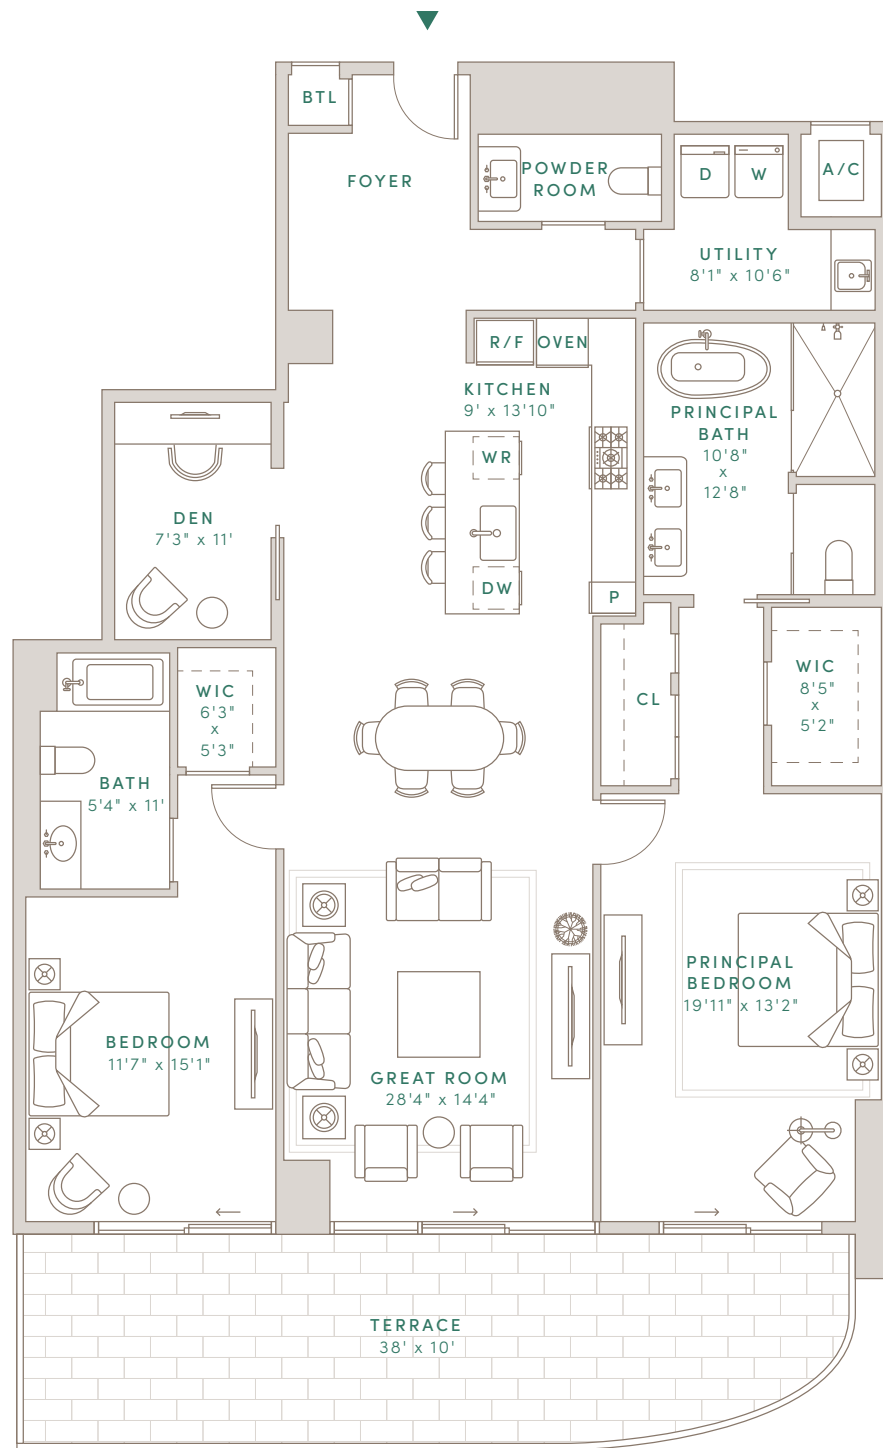 BTL
FOYER
POWDER
ROOM
D
W
A/C
UTILITY
8'1" x 10'6"
R/F
OVEN
KITCHEN
9' x 13'10"
PRINCIPAL
BATH
10'8"
x
12'8"
WR
DEN
7'3" x 11'
DW
P
WIC
6'3"
x
5'3"
CL
WIC
8'5"
x
5'2"
BATH
5'4" x 11'
PRINCIPAL
BEDROOM
19'11" x 13'2"
BEDROOM
11'7" x 15'1"
GREAT ROOM
28'4" x 14'4"
TERRACE
38' x 10'